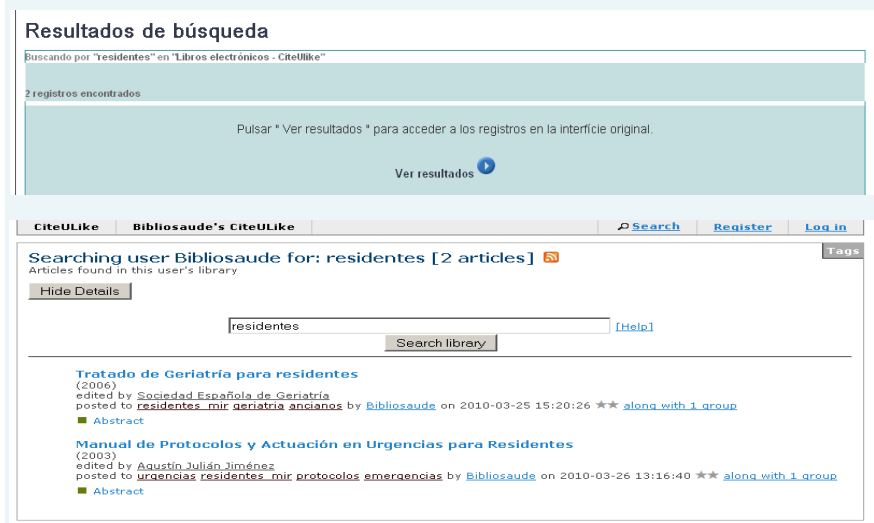 Resultados de búsqueda
Buscando por "residentes" en "Libros electrónicos - CiteUlike"
2 registros encontrados
Pulsar " Ver resultados " para acceder a los registros en la interfície original.
Ver resultados
CiteULike Bibliosaude's CiteULike Search Register Log in
Searching user Bibliosaude for: residentes [2 articles] Tags
Articles found in this user's library
Hide Details
residentes [Help]
Search library
Tratado de Geriatría para residentes
(2006)
edited by Sociedad Española de Geriatría
posted to residentes_mir geriatria ancianos by Bibliosaude on 2010-03-25 15:20:26 ★★ along with 1 group
Abstract
Manual de Protocolos y Actuación en Urgencias para Residentes
(2003)
edited by Agustín Julián Jiménez
posted to urgencias residentes_mir protocolos emergencias by Bibliosaude on 2010-03-26 13:16:40 ★★ along with 1 group
Abstract